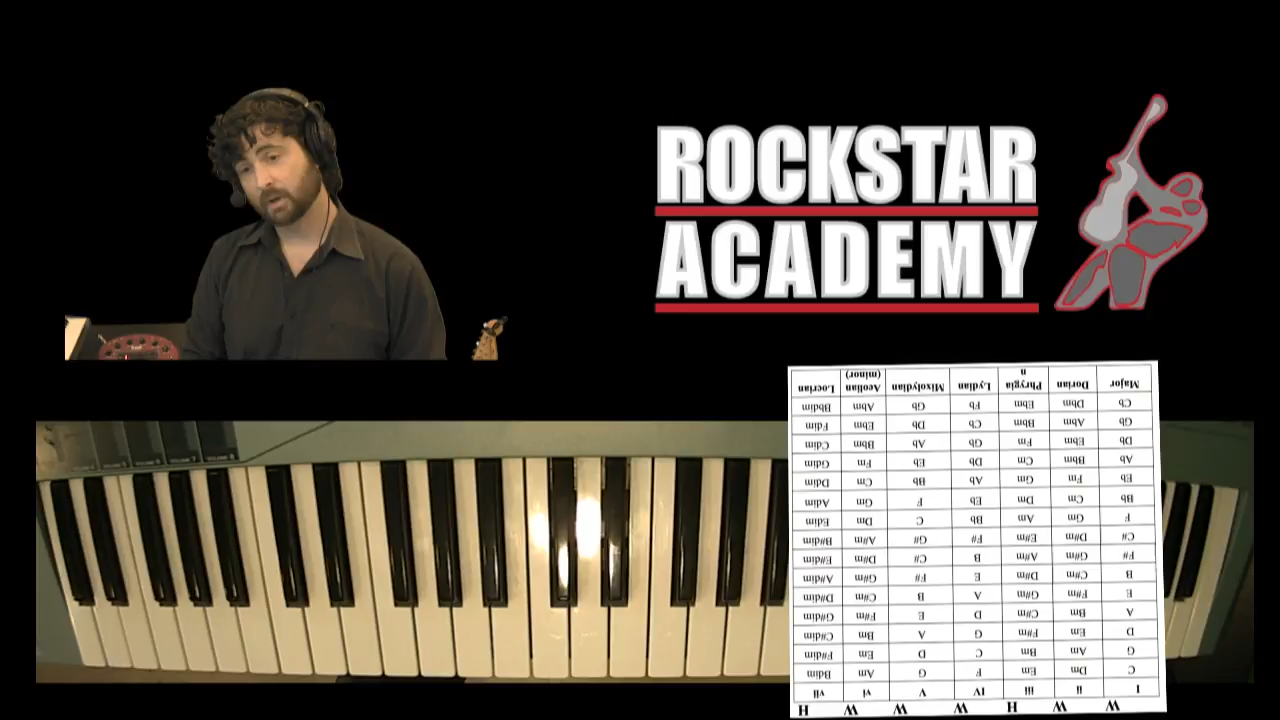 ROCKSTAR
ACADEMY
W W H W W W H
I ii iii IV V vi vii
C Dm Em F G Am Bdim
G Am Bm C D Em F#dim
D Em F#m G A Bm C#dim
A Bm C#m D E F#m G#dim
E F#m G#m A B C#m D#dim
B C#m D#m E F# G#m A#dim
F# G#m A#m B C# D#m E#dim
C# D#m E#m F# G# A#m B#dim
F Gm Am Bb C Dm Edim
Bb Cm Dm Eb F Gm Adim
Eb Fm Gm Ab Bb Cm Ddim
Ab Bbm Cm Db Eb Fm Gdim
Db Ebm Fm Gb Ab Bbm Cdim
Gb Abm Bbm Cb Db Ebm Fdim
Cb Dbm Ebm Fb Gb Abm Bbdim
Major Dorian Phrygia Lydian Mixolydian Aeolian Locrian
n (minor)